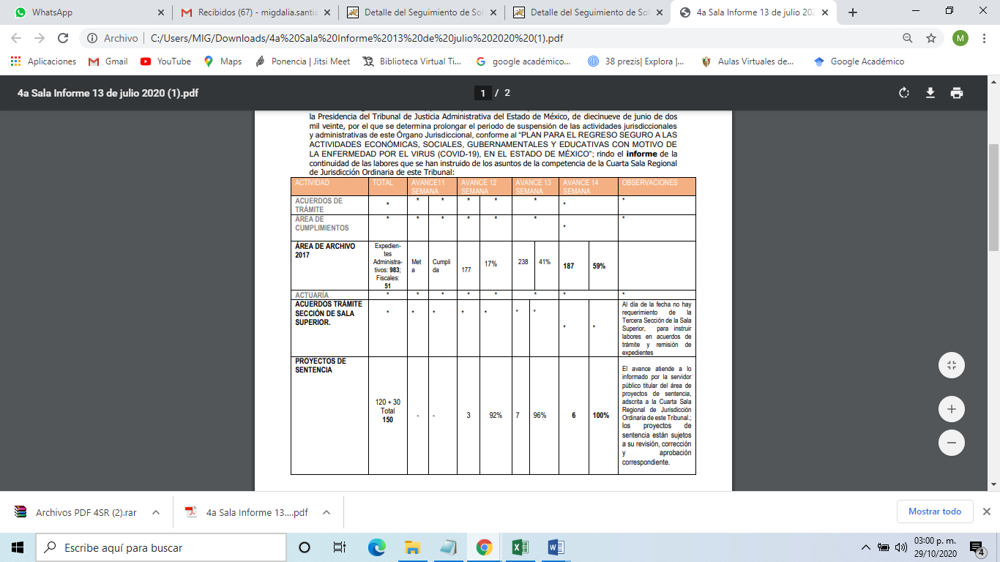 WhatsApp
Recibidos (67) - migdalia.santia
Detalle del Seguimiento de Sol
Detalle del Seguimiento de Sol
4a Sala Informe 13 de julio 202
Archivo
C:/Users/MIG/Downloads/4a%20Sala%20Informe%2013%20de%20julio%202020%20(1).pdf
M
Aplicaciones
Gmail
YouTube
Maps
Ponencia | Jitsi Meet
Biblioteca Virtual Ti...
google académico...
38 prezis| Explora |...
Aulas Virtuales de...
Google Académico
4a Sala Informe 13 de julio 2020 (1).pdf
1 / 2
la Presidencia del Tribunal de Justicia Administrativa del Estado de México, de diecinueve de junio de dos
mil veinte, por el que se determina prolongar el periodo de suspensión de las actividades jurisdiccionales
y administrativas de este Órgano Jurisdiccional, conforme al “PLAN PARA EL REGRESO SEGURO A LAS
ACTIVIDADES ECONÓMICAS, SOCIALES, GUBERNAMENTALES Y EDUCATIVAS CON MOTIVO DE
LA ENFERMEDAD POR EL VIRUS (COVID-19), EN EL ESTADO DE MÉXICO”; rindo el informe de la
continuidad de las labores que se han instruido de los asuntos de la competencia de la Cuarta Sala Regional
de Jurisdicción Ordinaria de este Tribunal:
ACTIVIDAD TOTAL AVANCE11 AVANCE 12 AVANCE 13 AVANCE 14 OBSERVACIONES
SEMANA SEMANA SEMANA SEMANA
ACUERDOS DE
TRÁMITE
* * * * * * * *
ÁREA DE
CUMPLIMIENTOS
* * * * * * * *
ÁREA DE ARCHIVO
2017
Expedien-
tes
Administra-
tivos: 983;
Fiscales:
51
Met
a
Cumpli
da
177
17%
238
41%
187
59%
ACTUARÍA * * * * * * * *
ACUERDOS TRÁMITE
SECCIÓN DE SALA
SUPERIOR.
* * * * * * * * *
Al día de la fecha no hay
requerimiento de la
Tercera Sección de la Sala
Superior, para instruir
labores en acuerdos de
trámite y remisión de
expedientes
PROYECTOS DE
SENTENCIA
120 + 30
Total
150
- - 3 92% 7 96% 6 100%
El avance atiende a lo
informado por la servidor
público titular del área de
proyectos de sentencia,
adscrita a la Cuarta Sala
Regional de Jurisdicción
Ordinaria de este Tribunal.;
los proyectos de
sentencia están sujetos
a su revisión, corrección
y aprobación
correspondiente.
Archivos PDF 4SR (2).rar
4a Sala Informe 13....pdf
Mostrar todo
Escribe aquí para buscar
03:00 p. m.
29/10/2020
4